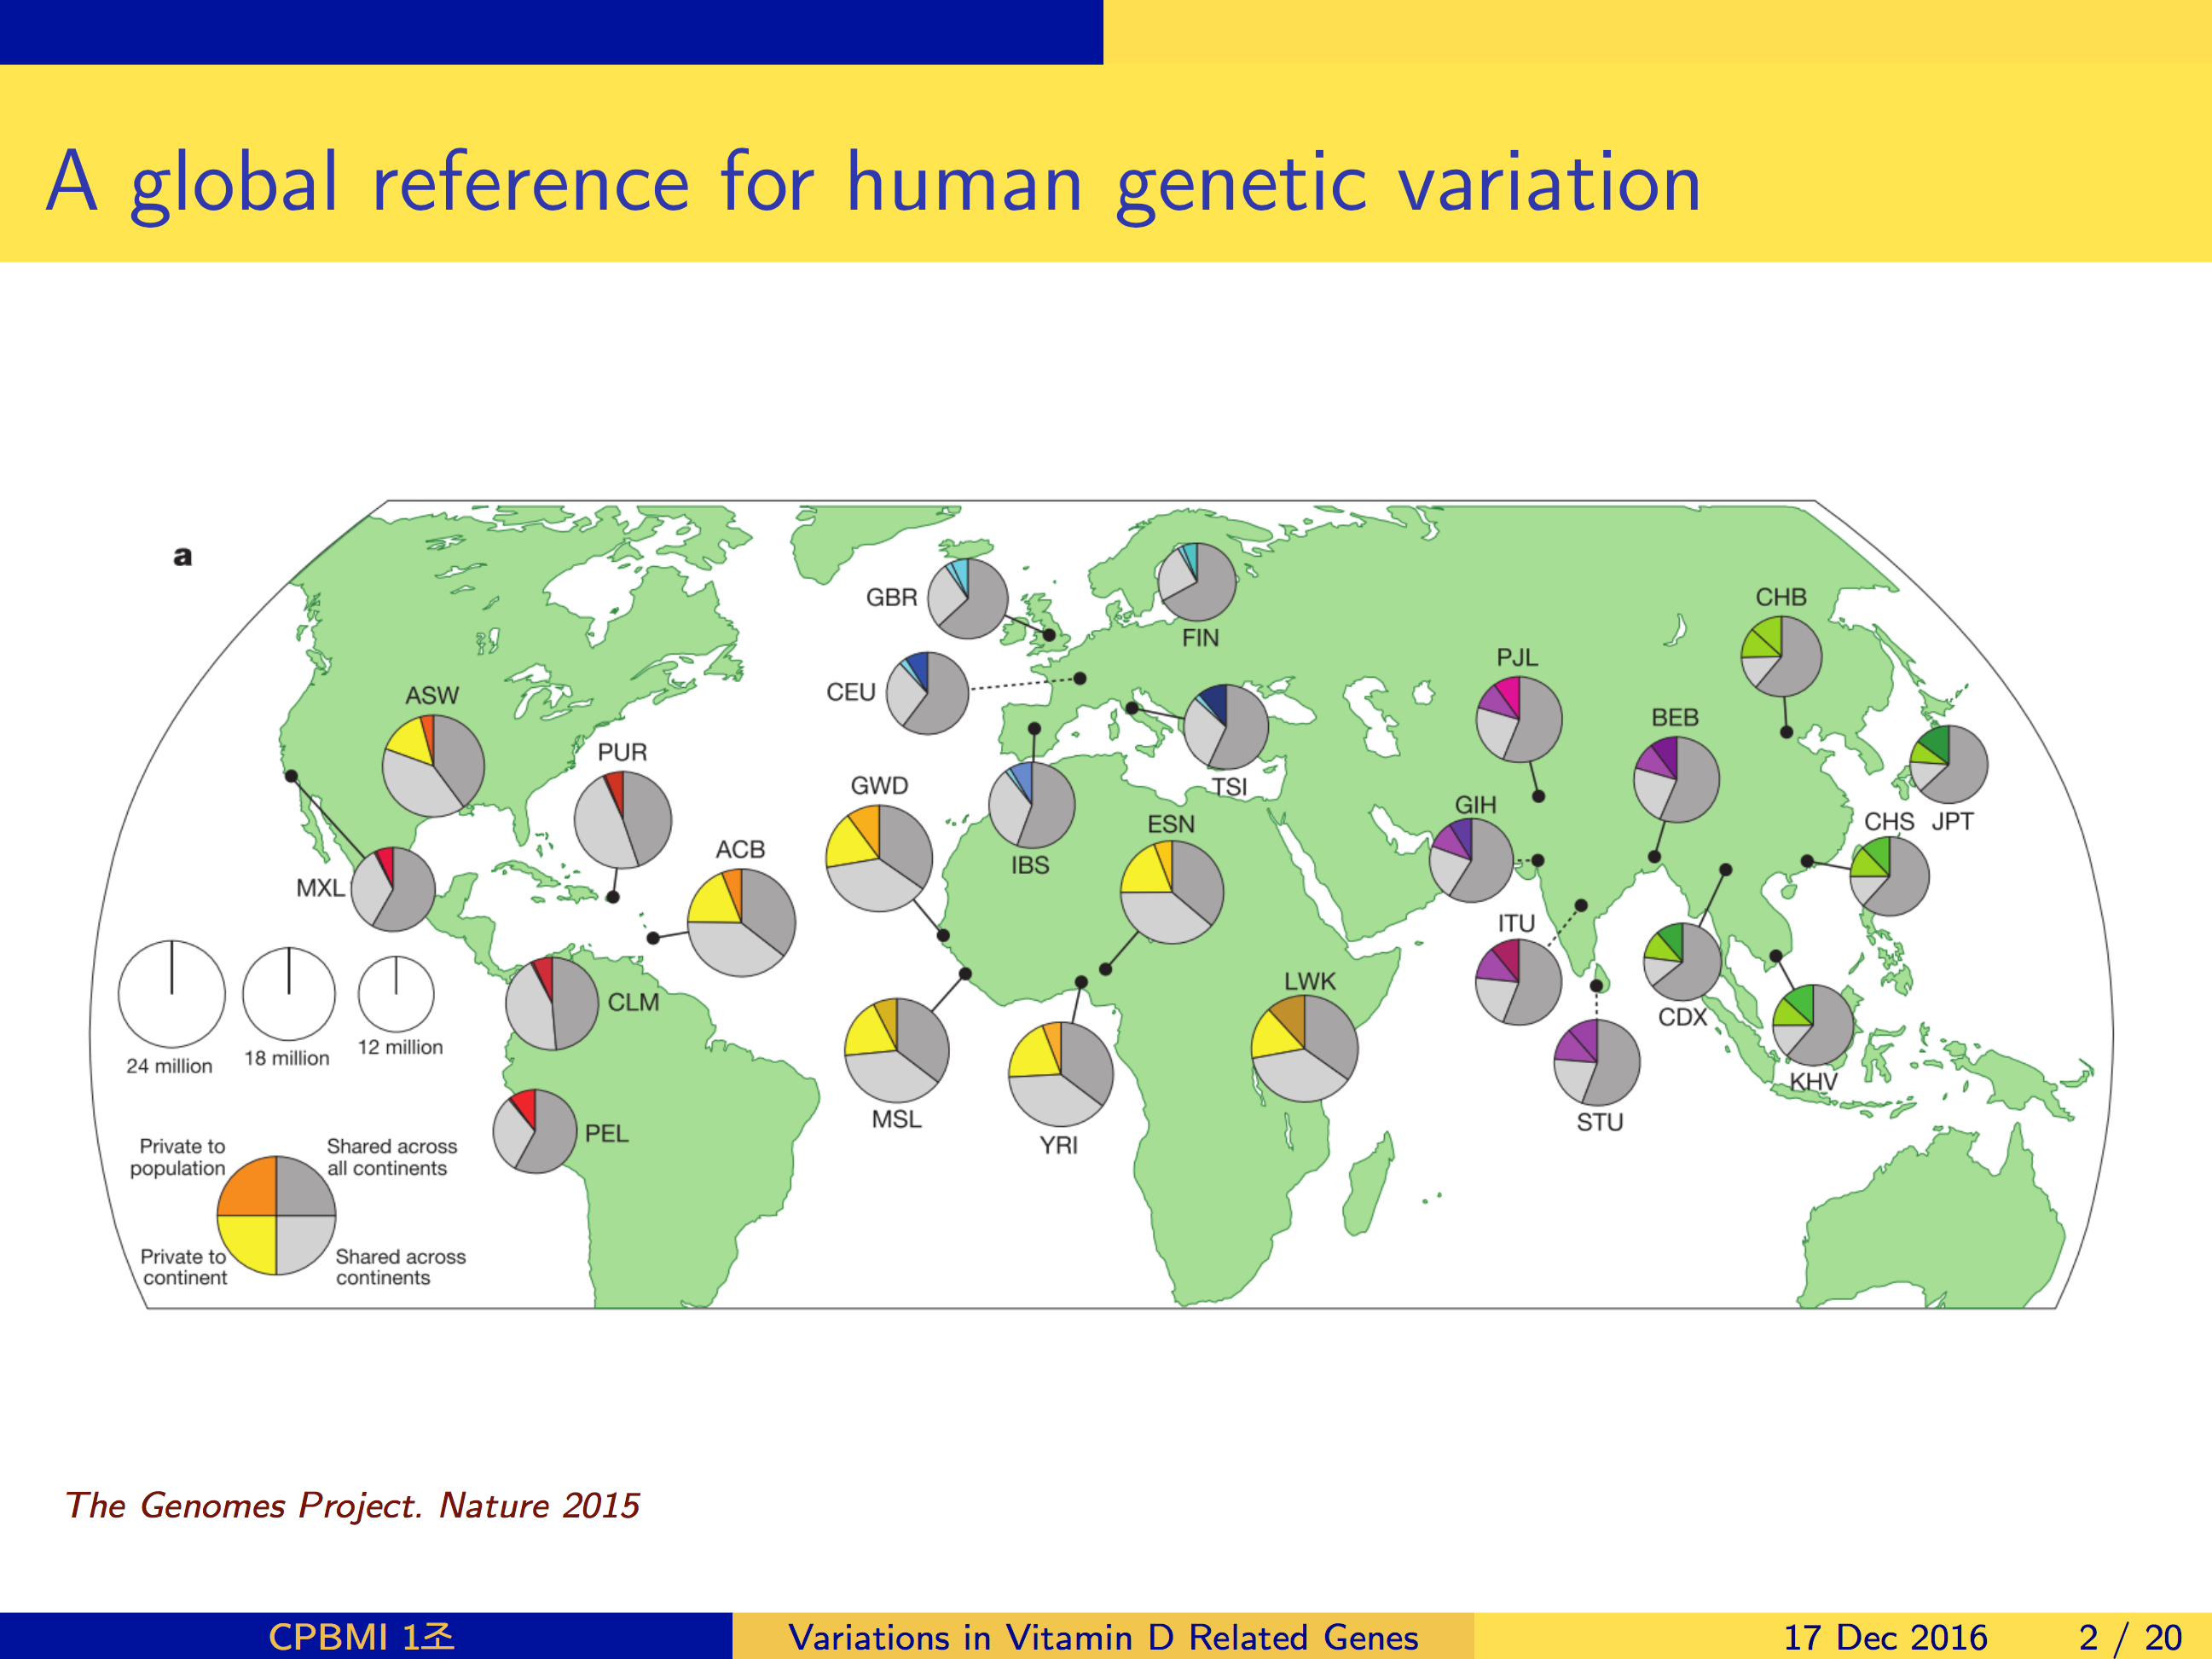 A global reference for human genetic variation
a
GBR
FIN
CHB
CEU
PJL
ASW
BEB
PUR
TSI
GWD
GIH
ESN
CHS
JPT
ACB
IBS
MXL
ITU
LWK
CLM
CDX
24 million
18 million
12 million
KHV
MSL
STU
PEL
YRI
Private to
population
Shared across
all continents
Private to
continent
Shared across
continents
The Genomes Project. Nature 2015
CPBMI 1조
Variations in Vitamin D Related Genes
17 Dec 2016
2 / 20